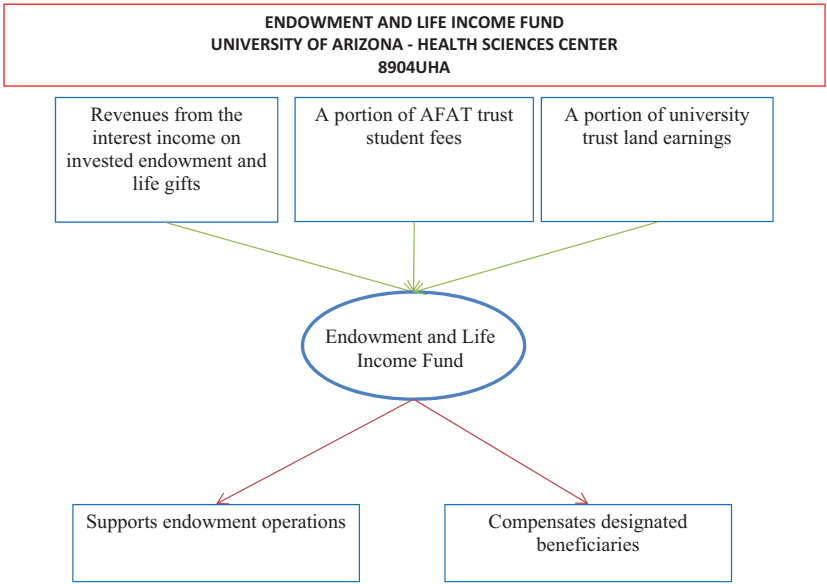 ENDOWMENT AND LIFE INCOME FUND
UNIVERSITY OF ARIZONA - HEALTH SCIENCES CENTER
8904UHA
Revenues from the
interest income on
invested endowment and
life gifts
A portion of AFAT trust
student fees
A portion of university
trust land earnings
Endowment and Life
Income Fund
Supports endowment operations
Compensates designated
beneficiaries